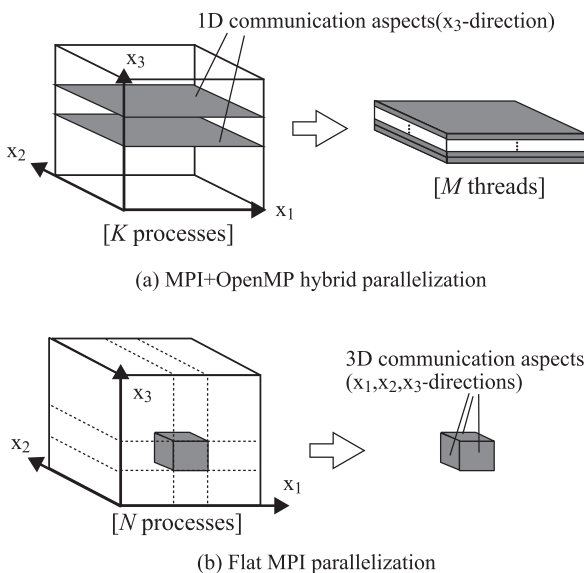 1D communication aspects(x3-direction)
x3
x2
x1
[K processes]
[M threads]
(a) MPI+OpenMP hybrid parallelization
3D communication aspects
(x1,x2,x3-directions)
x3
x2
x1
[N processes]
(b) Flat MPI parallelization